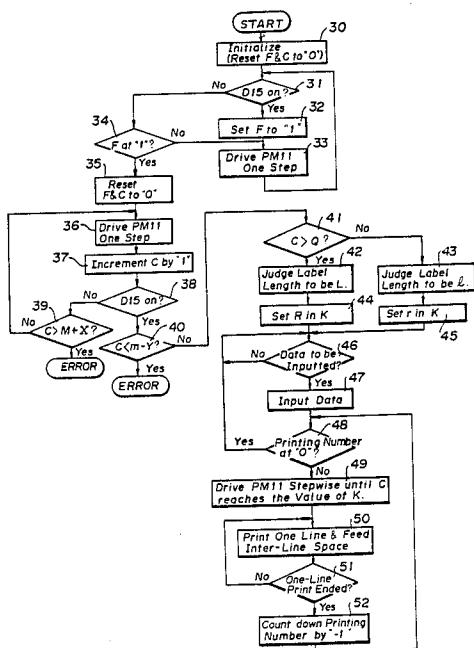 START
30
Initialize
(Reset F&C to "0")
31
D15 on?
No
Yes
32
Set F to "1"
33
Drive PM11
One Step
34
F at "1"?
No
Yes
35
Reset
F&C to "0"
36
Drive PM11
One Step
37
Increment C by "1"
38
D15 on?
No
Yes
39
C>M+X?
Yes
ERROR
40
C<m-Y?
No
Yes
ERROR
41
C>Q?
No
Yes
42
Judge Label
Length to be L.
43
Judge Label
Length to be l.
44
Set R in K
45
Set r in K
46
Data to be
Inputted?
No
Yes
47
Input Data
48
Printing Number
at "0"?
Yes
No
49
Drive PM11 Stepwise until C
reaches the Value of K.
50
Print One Line & Feed
Inter-Line Space
51
One-Line
Print Ended?
No
Yes
52
Count down Printing
Number by "-1"